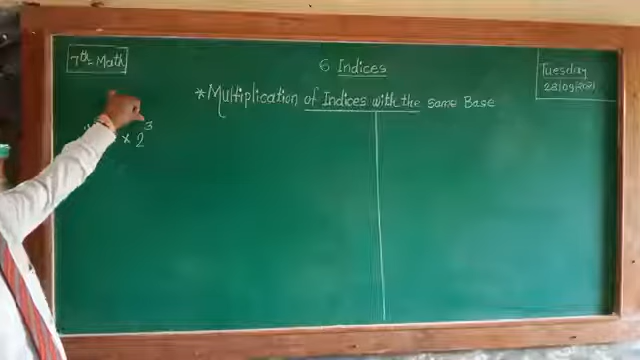 7th - Math
6 Indices
Tuesday
*Multiplication of Indices with the same Base
× 2³